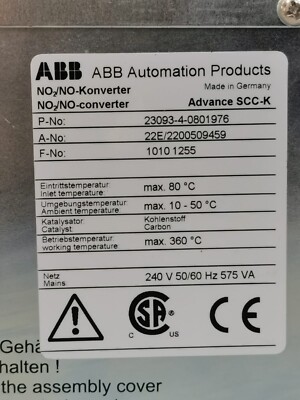 ABB ABB Automation Products
NO₂/NO-Konverter Made in Germany
NO₂/NO-converter Advance SCC-K
P-No: 23093-4-0801976
A-No: 22E/2200509459
F-No: 1010 1255
Eintrittstemperatur max. 80 °C
Inlet temperature
Umgebungstemperatur max. 10 - 50 °C
Ambient temperature
Katalysator: Kohlenstoff
Catalyst: Carbon
Betriebstemperatur max. 360 °C
working temperature
Netz 240 V 50/60 Hz 575 VA
Mains:
SA
C US
CE
Gehä
halten !
the assembly cover